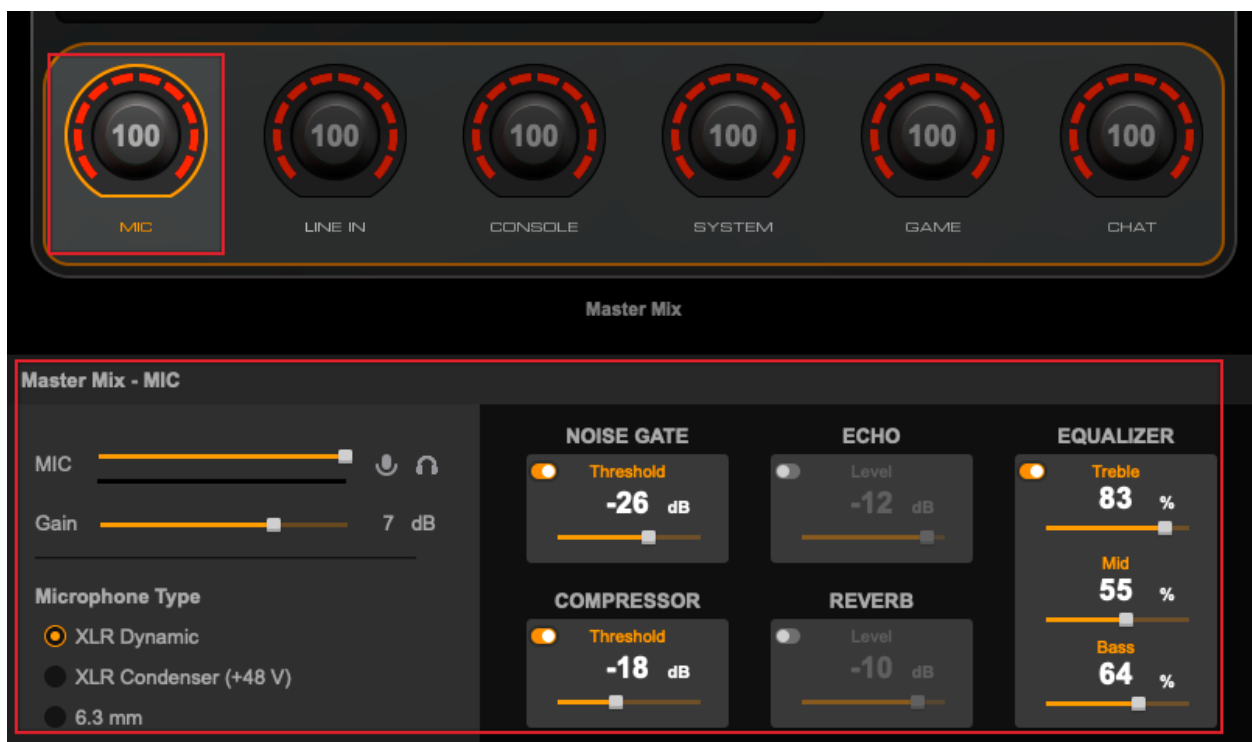 100 100 100 100 100 100
MIC LINE IN CONSOLE SYSTEM GAME CHAT
Master Mix
Master Mix - MIC
MIC
Gain 7 dB
Microphone Type
XLR Dynamic
XLR Condenser (+48 V)
6.3 mm
NOISE GATE
Threshold
-26 dB
ECHO
Level
-12 dB
COMPRESSOR
Threshold
-18 dB
REVERB
Level
-10 dB
EQUALIZER
Treble
83 %
Mid
55 %
Bass
64 %